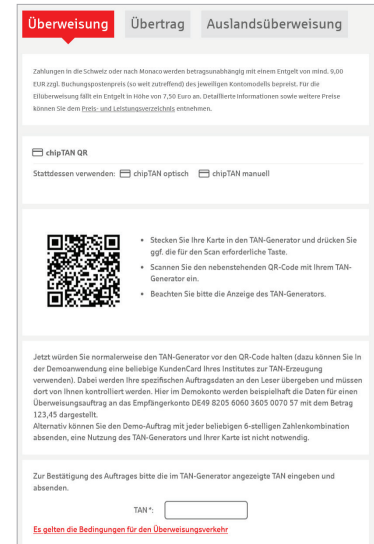 Überweisung Übertrag Auslandsüberweisung
Zahlungen in die Schweiz oder nach Monaco werden betragsunabhängig mit einem Entgelt von mind. 9,00
EUR zzgl. Buchungspostenpreis (so weit zutreffend) des jeweiligen Kontomodells bepreist. Für die
Eilüberweisung fällt ein Entgelt in Höhe von 7,50 Euro an. Detaillierte Informationen sowie weitere Preise
können Sie dem Preis- und Leistungsverzeichnis entnehmen.
chipTAN QR
Stattdessen verwenden: chipTAN optisch chipTAN manuell
• Stecken Sie Ihre Karte in den TAN-Generator und drücken Sie
ggf. die für den Scan erforderliche Taste.
• Scannen Sie den nebenstehenden QR-Code mit Ihrem TAN-
Generator ein.
• Beachten Sie bitte die Anzeige des TAN-Generators.
Jetzt würden Sie normalerweise den TAN-Generator vor den QR-Code halten (dazu können Sie in
der Demoanwendung eine beliebige KundenCard Ihres Institutes zur TAN-Erzeugung
verwenden). Dabei werden Ihre spezifischen Auftragsdaten an den Leser übergeben und müssen
dort von Ihnen kontrolliert werden. Hier im Demokonto werden beispielhaft die Daten für einen
Überweisungsauftrag an das Empfängerkonto DE49 8205 6060 3605 0070 57 mit dem Betrag
123,45 dargestellt.
Alternativ können Sie den Demo-Auftrag mit jeder beliebigen 6-stelligen Zahlenkombination
absenden, eine Nutzung des TAN-Generators und Ihrer Karte ist nicht notwendig.
Zur Bestätigung des Auftrages bitte die im TAN-Generator angezeigte TAN eingeben und
absenden.
TAN*:
Es gelten die Bedingungen für den Überweisungsverkehr